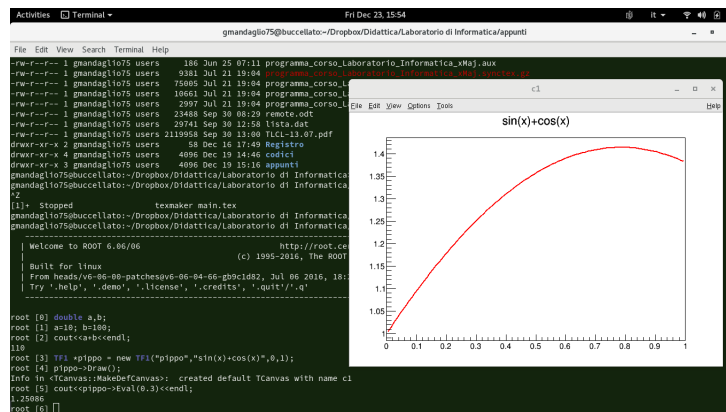 Terminal
Fri Dec 23, 15:54
it
gmandaglio75@buccellato:~/Dropbox/Didattica/Laboratorio di Informatica/appunti
File Edit View Search Terminal Help
-rw-r--r-- 1 gmandaglio75 users 186 Jun 25 07:11 programma_corso_Laboratorio_Informatica_xMaj.aux
-rw-r--r-- 1 gmandaglio75 users 9381 Jul 21 19:04 programma_corso_Laboratorio_Informatica_xMaj.synctex.gz
-rw-r--r-- 1 gmandaglio75 users 75005 Jul 21 19:04 programma_corso_L
-rw-r--r-- 1 gmandaglio75 users 10661 Jul 21 19:04 programma_corso_L
-rw-r--r-- 1 gmandaglio75 users 2997 Jul 21 19:04 programma_corso_L
-rw-r--r-- 1 gmandaglio75 users 23488 Sep 30 08:29 remote.odt
-rw-r--r-- 1 gmandaglio75 users 29741 Sep 30 12:58 lista.dat
-rw-r--r-- 1 gmandaglio75 users 2119958 Sep 30 13:00 TLCL-13.07.pdf
drwxr-xr-x 2 gmandaglio75 users 58 Dec 16 17:49 Registro
drwxr-xr-x 4 gmandaglio75 users 4096 Dec 19 14:46 codici
drwxr-xr-x 3 gmandaglio75 users 4096 Dec 19 15:16 appunti
gmandaglio75@buccellato:~/Dropbox/Didattica/Laboratorio di Informatica
gmandaglio75@buccellato:~/Dropbox/Didattica/Laboratorio di Informatica
^Z
[1]+ Stopped texmaker main.tex
gmandaglio75@buccellato:~/Dropbox/Didattica/Laboratorio di Informatica
gmandaglio75@buccellato:~/Dropbox/Didattica/Laboratorio di Informatica
------------------------------------------------------------
| Welcome to ROOT 6.06/06 http://root.ce
| (c) 1995-2016, The ROOT
| Built for linux
| From heads/v6-06-00-patches@v6-06-04-66-gb9c1d82, Jul 06 2016, 18:
| Try '.help', '.demo', '.license', '.credits', '.quit'/'.q'
------------------------------------------------------------
root [0] double a,b;
root [1] a=10; b=100;
root [2] cout<<a+b<<endl;
110
root [3] TF1 *pippo = new TF1("pippo","sin(x)+cos(x)",0,1);
root [4] pippo->Draw();
Info in <TCanvas::MakeDefCanvas>: created default TCanvas with name c1
root [5] cout<<pippo->Eval(0.3)<<endl;
1.25086
root [6]
c1
File Edit View Options Tools Help
sin(x)+cos(x)
1.4
1.35
1.3
1.25
1.2
1.15
1.1
1.05
1
0 0.1 0.2 0.3 0.4 0.5 0.6 0.7 0.8 0.9 1